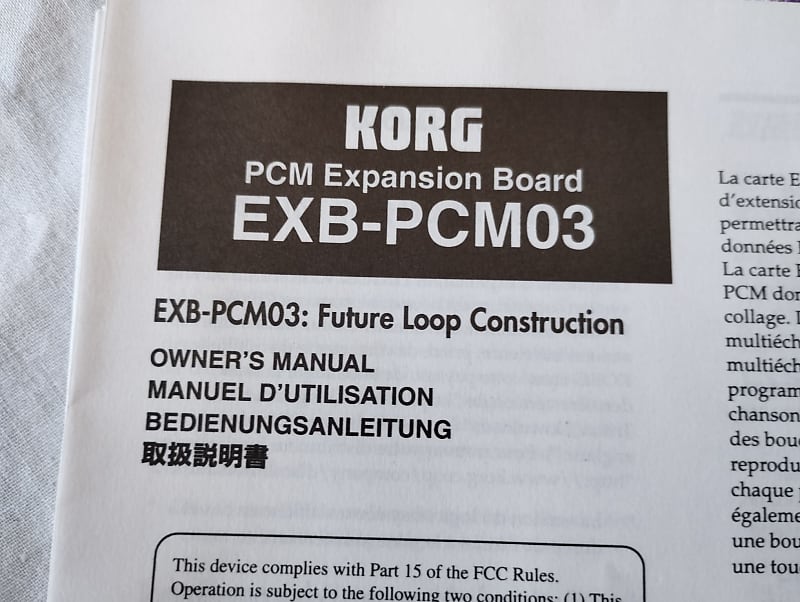 KORG
PCM Expansion Board
EXB-PCM03
EXB-PCM03: Future Loop Construction
OWNER'S MANUAL
MANUEL D'UTILISATION
BEDIENUNGSANLEITUNG
取扱説明書
This device complies with Part 15 of the FCC Rules.
Operation is subject to the following two conditions: (1) This
La carte E
d'extensio
permettra
données
La carte
PCM don
collage.
multiéch
multiéch
program
chanson
des bou
reprodu
chaque
égaleme
une bou
une tou